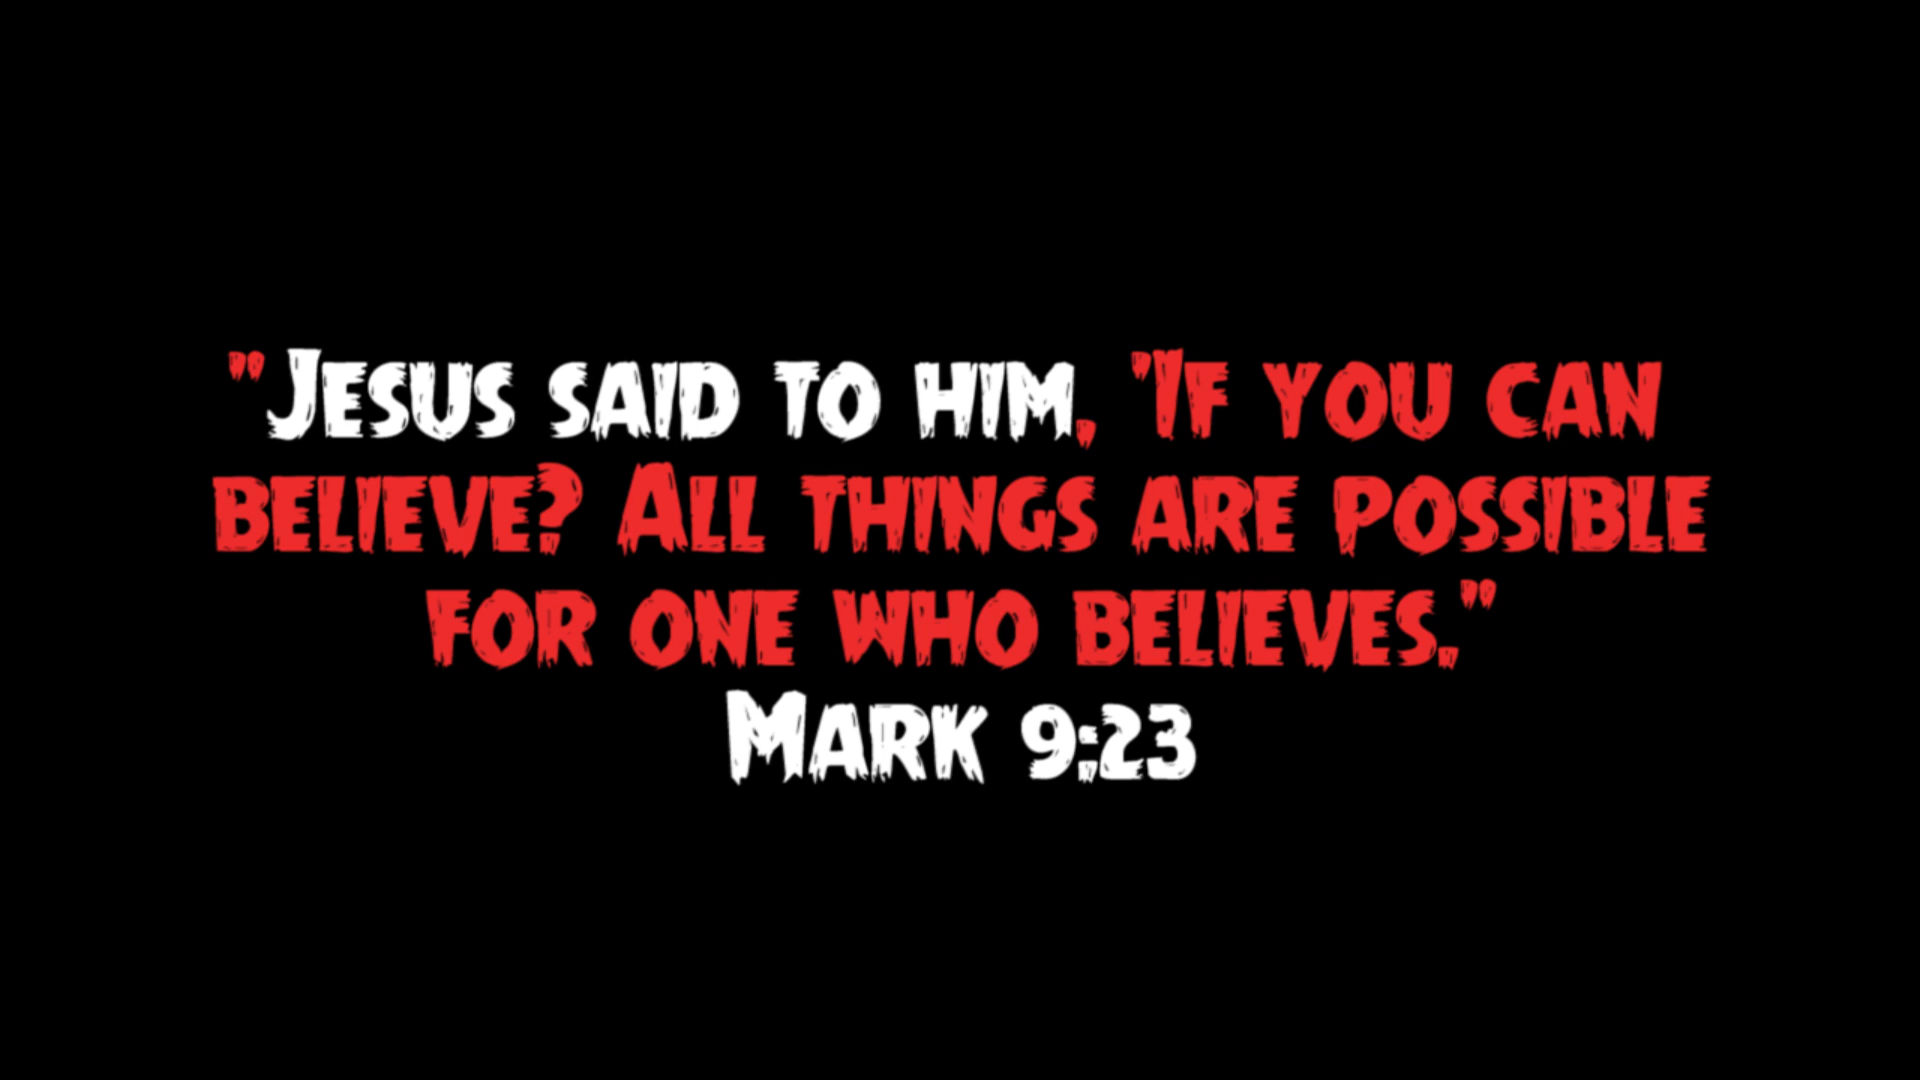 "Jesus said to him, "If you can
believe? All things are possible
for one who believes."
Mark 9:23